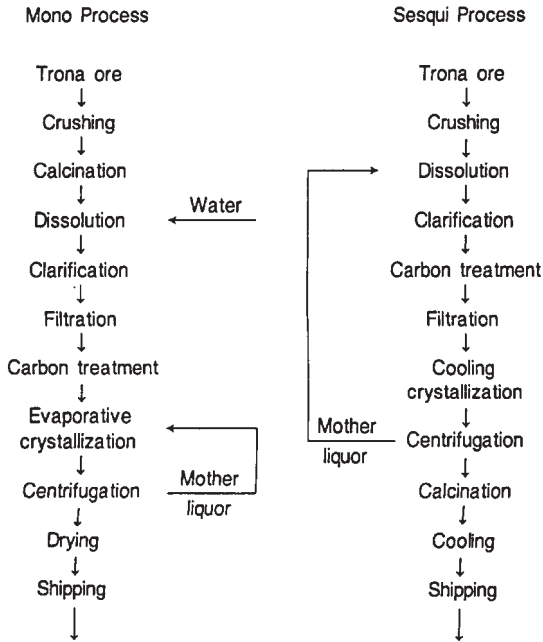 Mono Process
Trona ore
Crushing
Calcination
Dissolution
Water
Clarification
Filtration
Carbon treatment
Evaporative
crystallization
Centrifugation
Mother
liquor
Drying
Shipping
Sesqui Process
Trona ore
Crushing
Dissolution
Clarification
Carbon treatment
Filtration
Cooling
crystallization
Mother
liquor
Centrifugation
Calcination
Cooling
Shipping